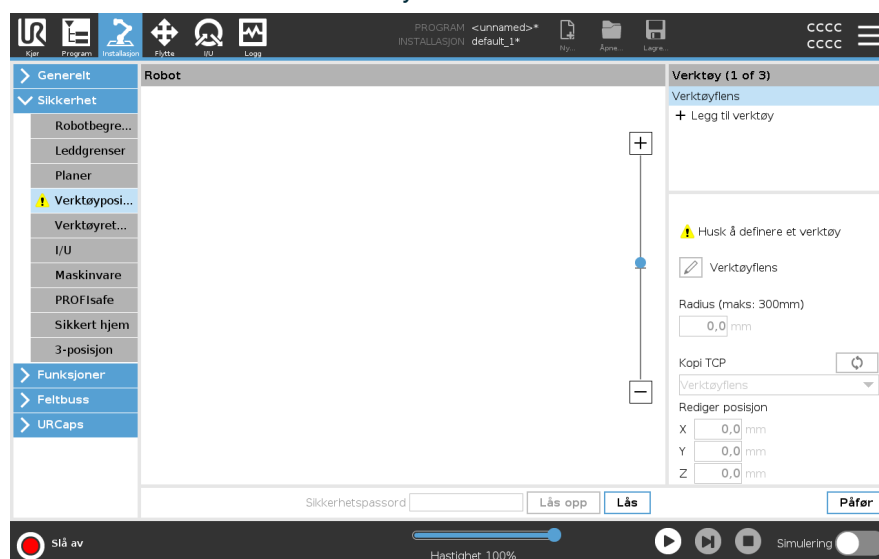 PROGRAM <unnamed>*
INSTALLASJON default_1*
UR
Kjør
Program
Installasjon
Flytte
I/U
Logg
Ny...
Åpne...
Lagre...
cccc
cccc
Generelt
Sikkerhet
Robotbegre...
Leddgrenser
Planer
Verktøyposi...
Verktøyret...
I/U
Maskinvare
PROFIsafe
Sikkert hjem
3-posisjon
Funksjoner
Feltbuss
URCaps
Robot
Verktøy (1 of 3)
Verktøyflens
+ Legg til verktøy
Husk å definere et verktøy
Verktøyflens
Radius (maks: 300mm)
0,0 mm
Kopi TCP
Verktøyflens
Rediger posisjon
X 0,0 mm
Y 0,0 mm
Z 0,0 mm
Sikkerhetspassord
Lås opp
Lås
Påfør
Slå av
Hastighet 100%
Simulering